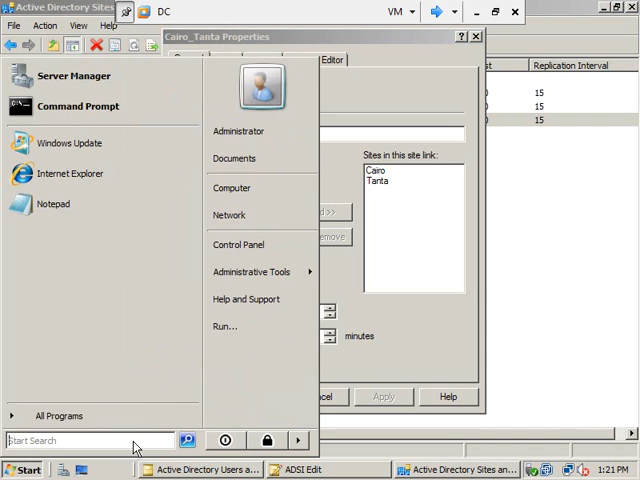 Active Directory Sites
DC
VM
File Action View Help
Cairo_Tanta Properties
Editor
Replication Interval
15
15
15
Sites in this site link:
Cairo
Tanta
minutes
Apply
Help
Server Manager
Command Prompt
Windows Update
Internet Explorer
Notepad
All Programs
Start Search
Administrator
Documents
Computer
Network
Control Panel
Administrative Tools
Help and Support
Run...
Start
Active Directory Users a...
ADSI Edit
Active Directory Sites an...
1:21 PM